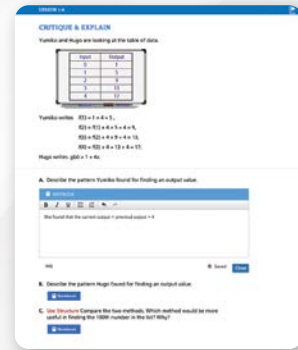 LESSON 1-4
CRITIQUE & EXPLAIN
Yumiko and Hugo are looking at the table of data.
Input Output
0 1
1 5
2 9
3 13
4 17
Yumiko writes f(1) = 1 + 4 = 5,
f(2) = f(1) + 4 = 5 + 4 = 9,
f(3) = f(2) + 4 = 9 + 4 = 13,
f(4) = f(3) + 4 = 13 + 4 = 17.
Hugo writes g(x) = 1 + 4x.
A. Describe the pattern Yumiko found for finding an output value.
B I U
She found that the current output = previous output + 4
Saved Close
B. Describe the pattern Hugo found for finding an output value.
C. Use Structure Compare the two methods. Which method would be more
useful in finding the 100th number in the list? Why?